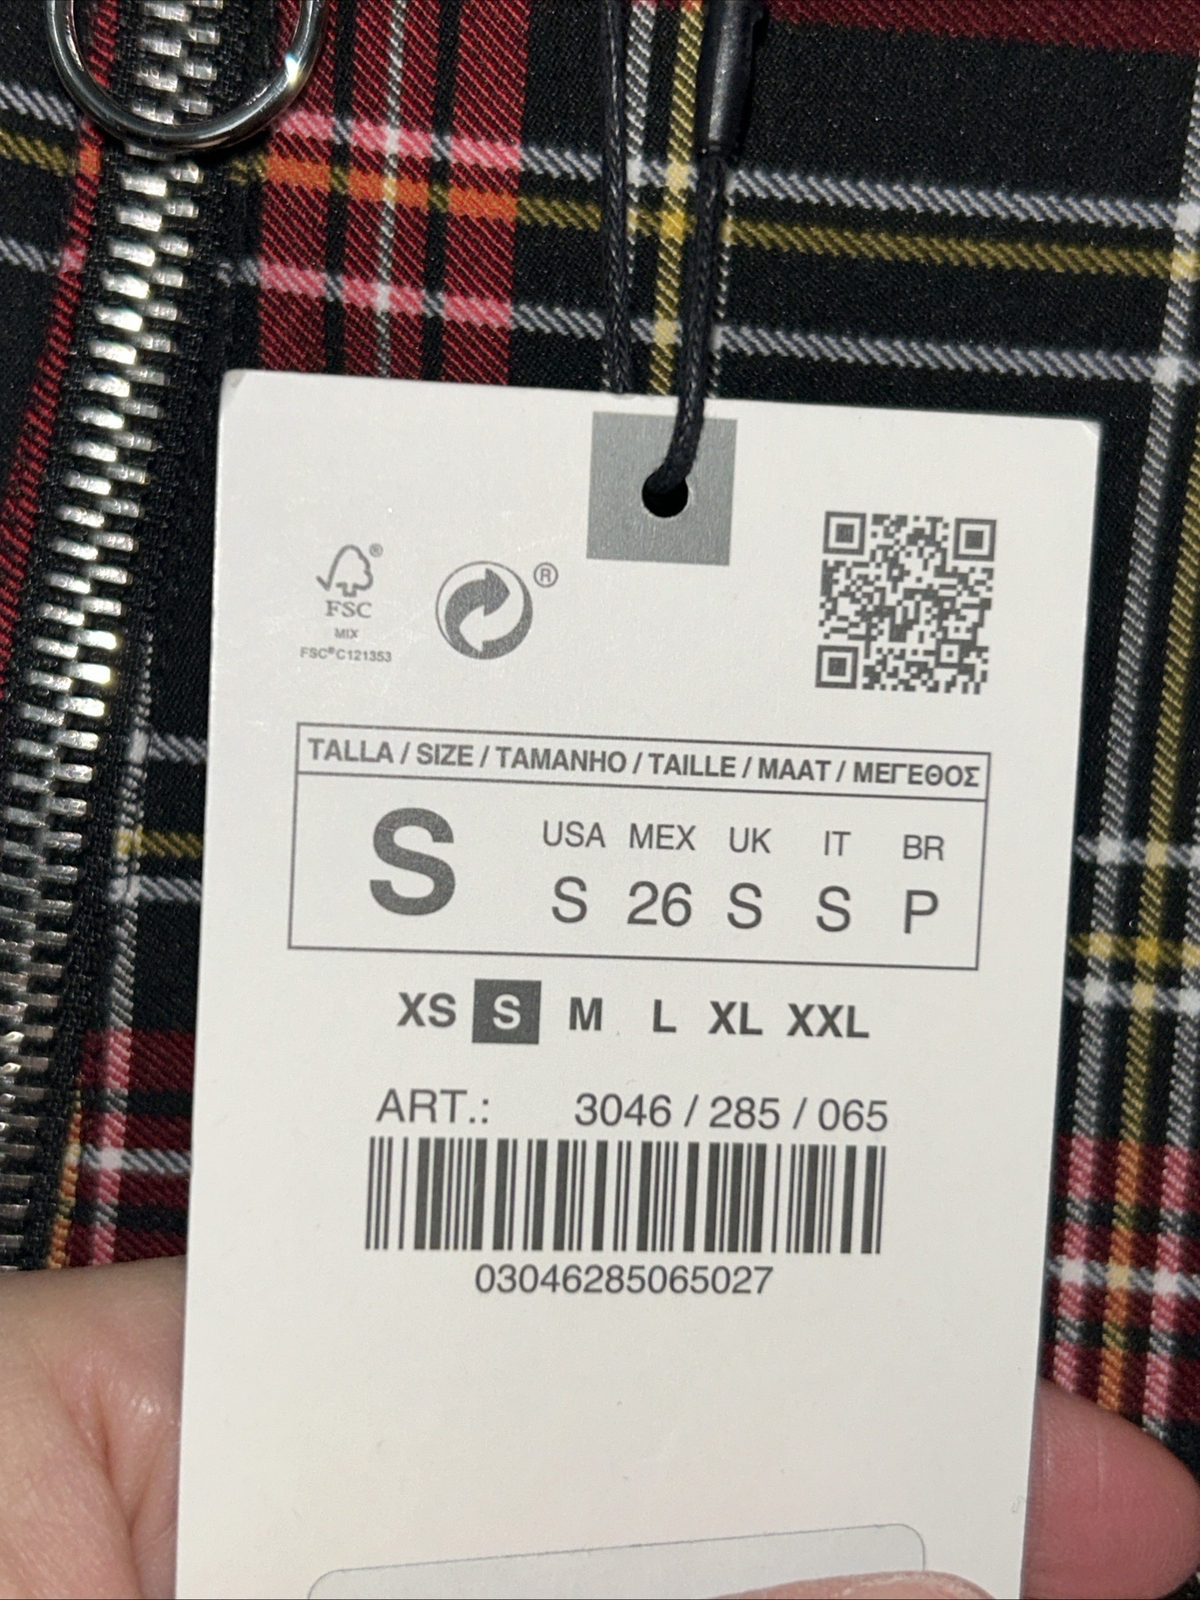 ®
FSC
MIX
FSC®C121353
®
TALLA / SIZE / TAMANHO / TAILLE / MAAT / ΜΕΓΕΘΟΣ
S
USA MEX UK IT BR
S 26 S S P
XS S M L XL XXL
ART.: 3046 / 285 / 065
03046285065027